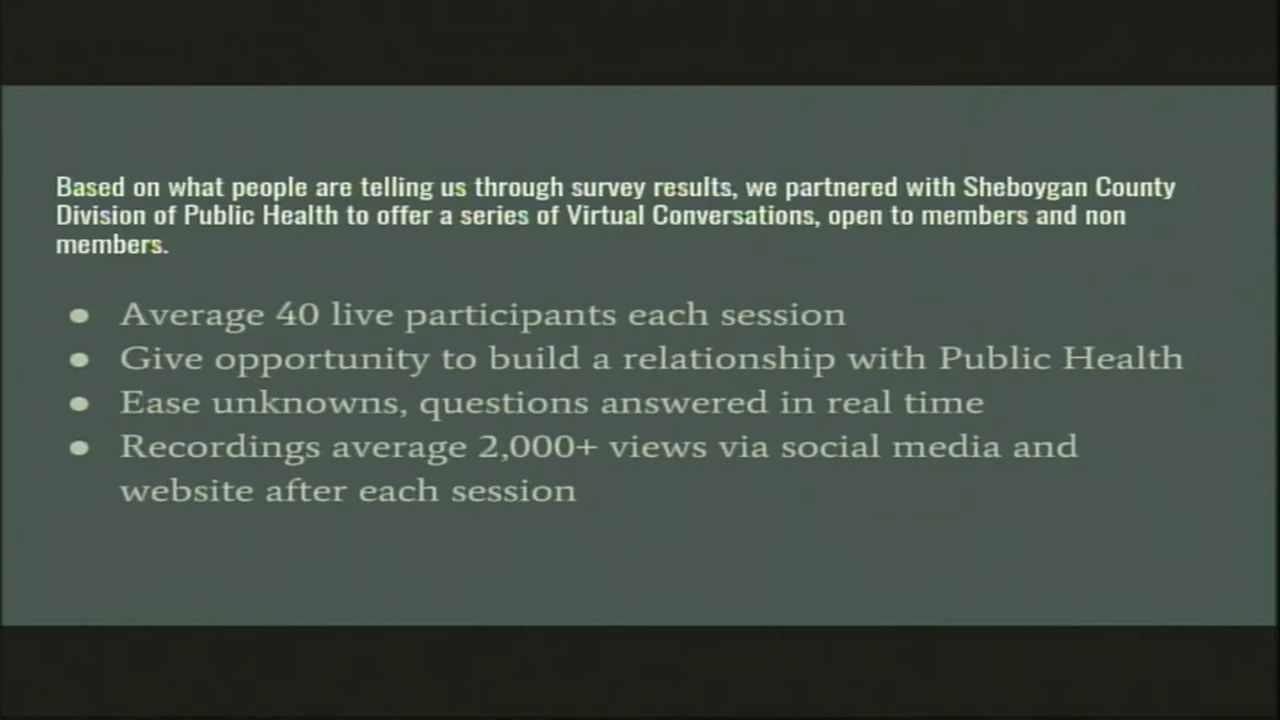 Based on what people are telling us through survey results, we partnered with Sheboygan County
Division of Public Health to offer a series of Virtual Conversations, open to members and non
members.
● Average 40 live participants each session
● Give opportunity to build a relationship with Public Health
● Ease unknowns, questions answered in real time
● Recordings average 2,000+ views via social media and
website after each session